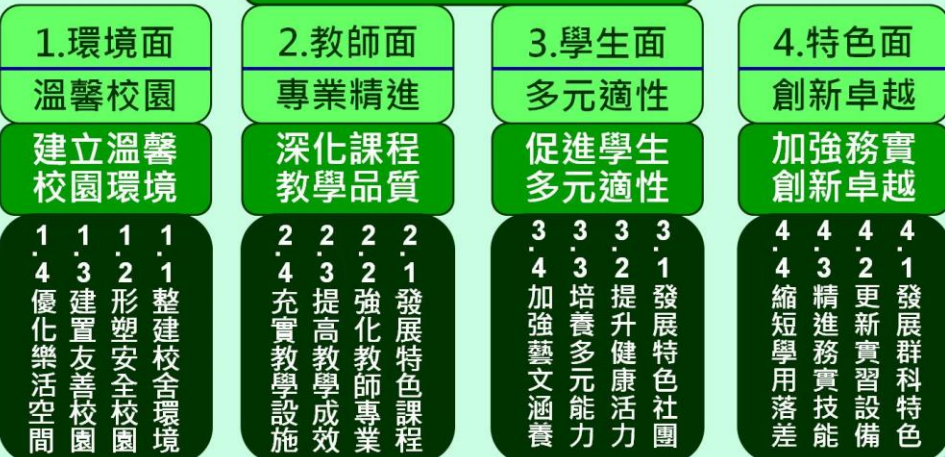 1.環境面
溫馨校園
建立溫馨
校園環境
1.1整建校舍環境
1.2形塑安全校園
1.3建置友善校園
1.4優化樂活空間
2.教師面
專業精進
深化課程
教學品質
2.1發展特色課程
2.2強化教師專業
2.3提高教學成效
2.4充實教學設施
3.學生面
多元適性
促進學生
多元適性
3.1發展特色社團
3.2提升健康活力
3.3培養多元能力
3.4加強藝文涵養
4.特色面
創新卓越
加強務實
創新卓越
4.1發展群科特色
4.2更新實習設備
4.3精進務實技能
4.4縮短學用落差